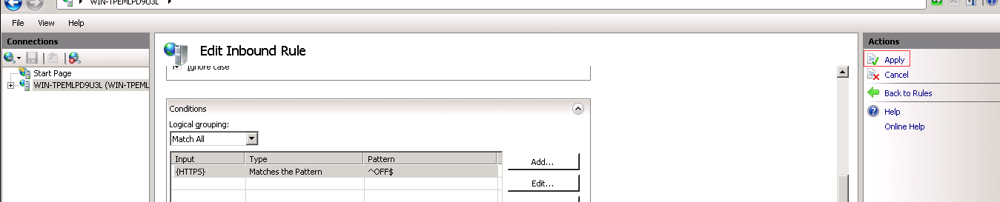 WIN-TPEMLPD9U3L
File View Help
Connections
Start Page
WIN-TPEMLPD9U3L (WIN-TPEML
Edit Inbound Rule
Ignore case
Conditions
Logical grouping:
Match All
Input Type Pattern
{HTTPS} Matches the Pattern ^OFF$
Add...
Edit...
Actions
Apply
Cancel
Back to Rules
Help
Online Help